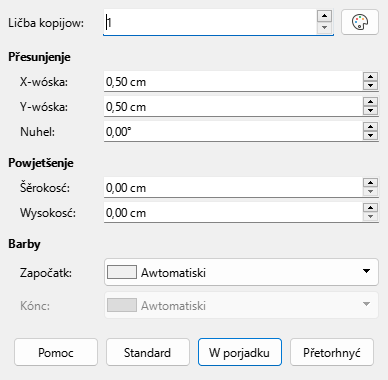 Ličba kopijow: 1
Přesunjenje
X-wóska: 0,50 cm
Y-wóska: 0,50 cm
Nuhel: 0,00°
Powjetšenje
Šěrokosć: 0,00 cm
Wysokosć: 0,00 cm
Barby
Započatk: Awtomatiski
Kónc: Awtomatiski
Pomoc Standard W porjadku Přetorhnyć